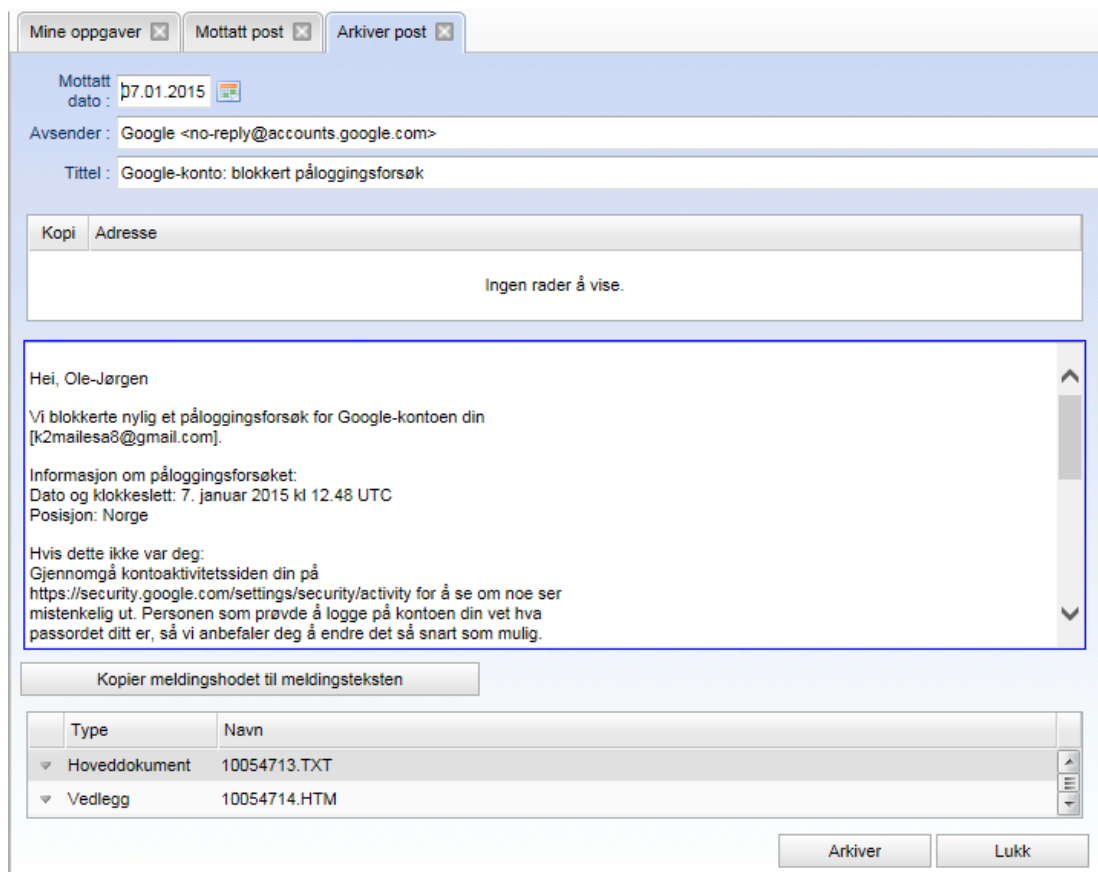 Mine oppgaver Mottatt post Arkiver post
Mottatt
dato : 07.01.2015
Avsender : Google <no-reply@accounts.google.com>
Tittel : Google-konto: blokkert påloggingsforsøk
Kopi Adresse
Ingen rader å vise.
Hei, Ole-Jørgen
Vi blokkerte nylig et påloggingsforsøk for Google-kontoen din
[k2mailesa8@gmail.com].
Informasjon om påloggingsforsøket:
Dato og klokkeslett: 7. januar 2015 kl 12.48 UTC
Posisjon: Norge
Hvis dette ikke var deg:
Gjennomgå kontoaktivitetssiden din på
https://security.google.com/settings/security/activity for å se om noe ser
mistenkelig ut. Personen som prøvde å logge på kontoen din vet hva
passordet ditt er, så vi anbefaler deg å endre det så snart som mulig.
Kopier meldingshodet til meldingsteksten
Type Navn
Hoveddokument 10054713.TXT
Vedlegg 10054714.HTM
Arkiver Lukk